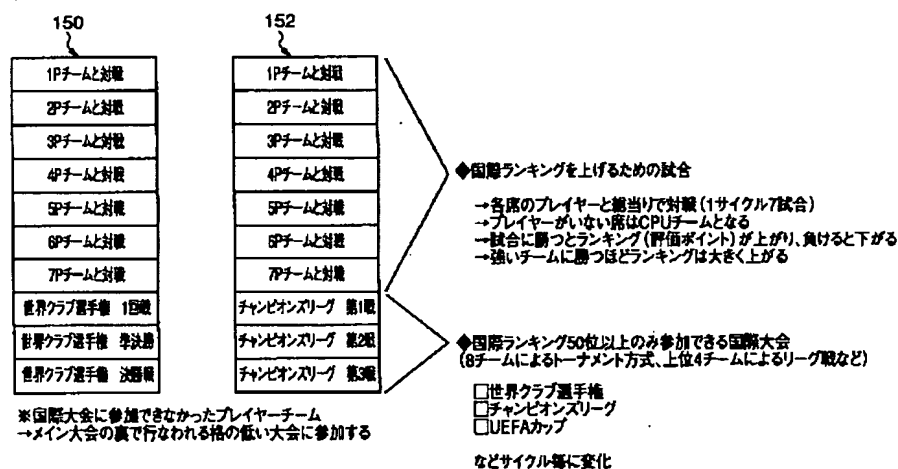 150
152
1Pチームと対戦
2Pチームと対戦
3Pチームと対戦
4Pチームと対戦
5Pチームと対戦
6Pチームと対戦
7Pチームと対戦
世界クラブ選手権 1回戦
世界クラブ選手権 準決勝
世界クラブ選手権 決勝戦
1Pチームと対戦
2Pチームと対戦
3Pチームと対戦
4Pチームと対戦
5Pチームと対戦
6Pチームと対戦
7Pチームと対戦
チャンピオンズリーグ 第1戦
チャンピオンズリーグ 第2戦
チャンピオンズリーグ 第3戦
※国際大会に参加できなかったプレイヤーチーム
→メイン大会の裏で行なわれる格の低い大会に参加する
◆国際ランキングを上げるための試合
→各席のプレイヤーと総当りで対戦(1サイクル7試合)
→プレイヤーがいない席はCPUチームとなる
→試合に勝つとランキング(評価ポイント)が上がり、負けると下がる
→強いチームに勝つほどランキングは大きく上がる
◆国際ランキング50位以上のみ参加できる国際大会
(8チームによるトーナメント方式、上位4チームによるリーグ戦など)
□世界クラブ選手権
□チャンピオンズリーグ
□UEFAカップ
などサイクル毎に変化